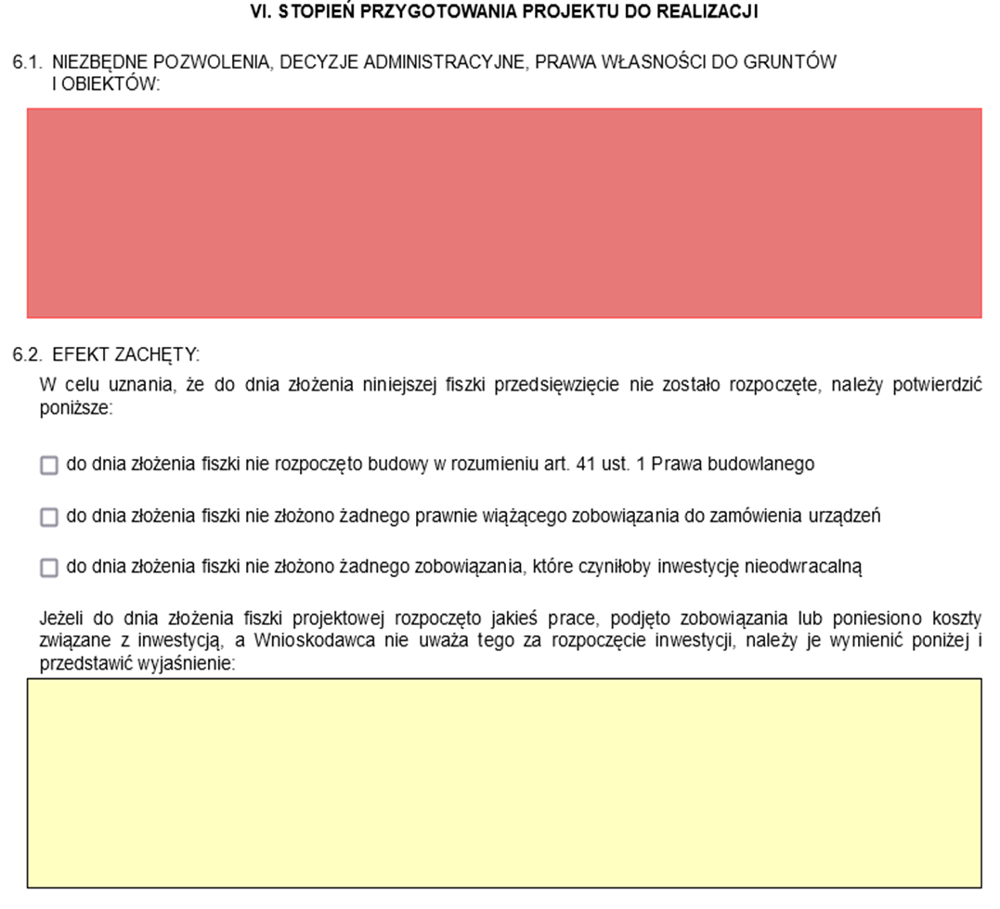 VI. STOPIEŃ PRZYGOTOWANIA PROJEKTU DO REALIZACJI
6.1. NIEZBĘDNE POZWOLENIA, DECYZJE ADMINISTRACYJNE, PRAWA WŁASNOŚCI DO GRUNTÓW
I OBIEKTÓW:
6.2. EFEKT ZACHĘTY:
W celu uznania, że do dnia złożenia niniejszej fiszki przedsięwzięcie nie zostało rozpoczęte, należy potwierdzić
poniższe:
do dnia złożenia fiszki nie rozpoczęto budowy w rozumieniu art. 41 ust. 1 Prawa budowlanego
do dnia złożenia fiszki nie złożono żadnego prawnie wiążącego zobowiązania do zamówienia urządzeń
do dnia złożenia fiszki nie złożono żadnego zobowiązania, które czyniłoby inwestycję nieodwracalną
Jeżeli do dnia złożenia fiszki projektowej rozpoczęto jakieś prace, podjęto zobowiązania lub poniesiono koszty
związane z inwestycją, a Wnioskodawca nie uważa tego za rozpoczęcie inwestycji, należy je wymienić poniżej i
przedstawić wyjaśnienie: